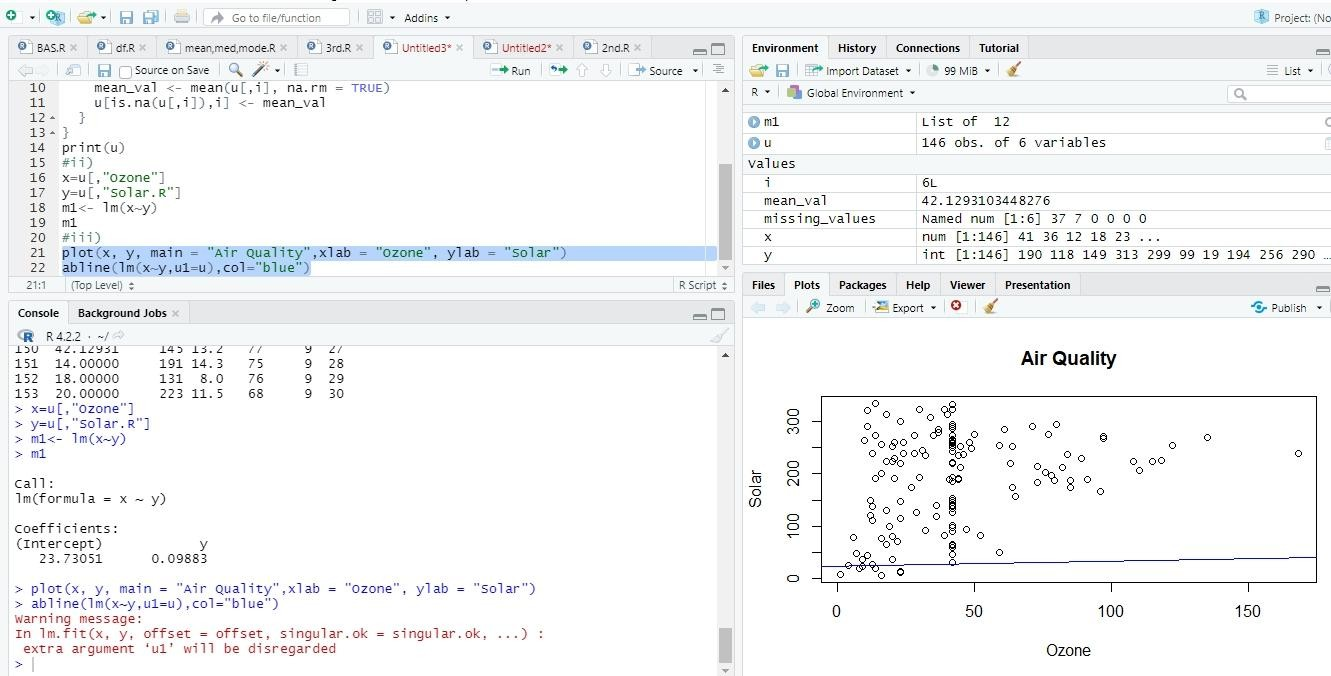 Go to file/function
Addins
Project: (No
BAS.R
df.R
mean,med,mode.R
3rd.R
Untitled3*
Untitled2*
2nd.R
Source on Save
Run
Source
10 mean_val <- mean(u[,i], na.rm = TRUE)
11 u[is.na(u[,i]),i] <- mean_val
12 }
13 }
14 print(u)
15 #ii)
16 x=u[,"Ozone"]
17 y=u[,"Solar.R"]
18 m1<- lm(x~y)
19 m1
20 #iii)
21 plot(x, y, main = "Air Quality",xlab = "Ozone", ylab = "Solar")
22 abline(lm(x~y,u1=u),col="blue")
21:1 (Top Level) R Script
Console Background Jobs
R 4.2.2 · ~/
150 42.12931 145 13.2 77 9 27
151 14.00000 191 14.3 75 9 28
152 18.00000 131 8.0 76 9 29
153 20.00000 223 11.5 68 9 30
> x=u[,"Ozone"]
> y=u[,"Solar.R"]
> m1<- lm(x~y)
> m1
Call:
lm(formula = x ~ y)
Coefficients:
(Intercept) y
23.73051 0.09883
> plot(x, y, main = "Air Quality",xlab = "Ozone", ylab = "Solar")
> abline(lm(x~y,u1=u),col="blue")
Warning message:
In lm.fit(x, y, offset = offset, singular.ok = singular.ok, ...) :
extra argument ‘u1’ will be disregarded
>
Environment History Connections Tutorial
Import Dataset 99 MiB List
R Global Environment
m1 List of 12
u 146 obs. of 6 variables
Values
i 6L
mean_val 42.1293103448276
missing_values Named num [1:6] 37 7 0 0 0 0
x num [1:146] 41 36 12 18 23 ...
y int [1:146] 190 118 149 313 299 99 19 194 256 290 …
Files Plots Packages Help Viewer Presentation
Zoom Export Publish
Air Quality
Solar
300
200
100
0
0 50 100 150
Ozone